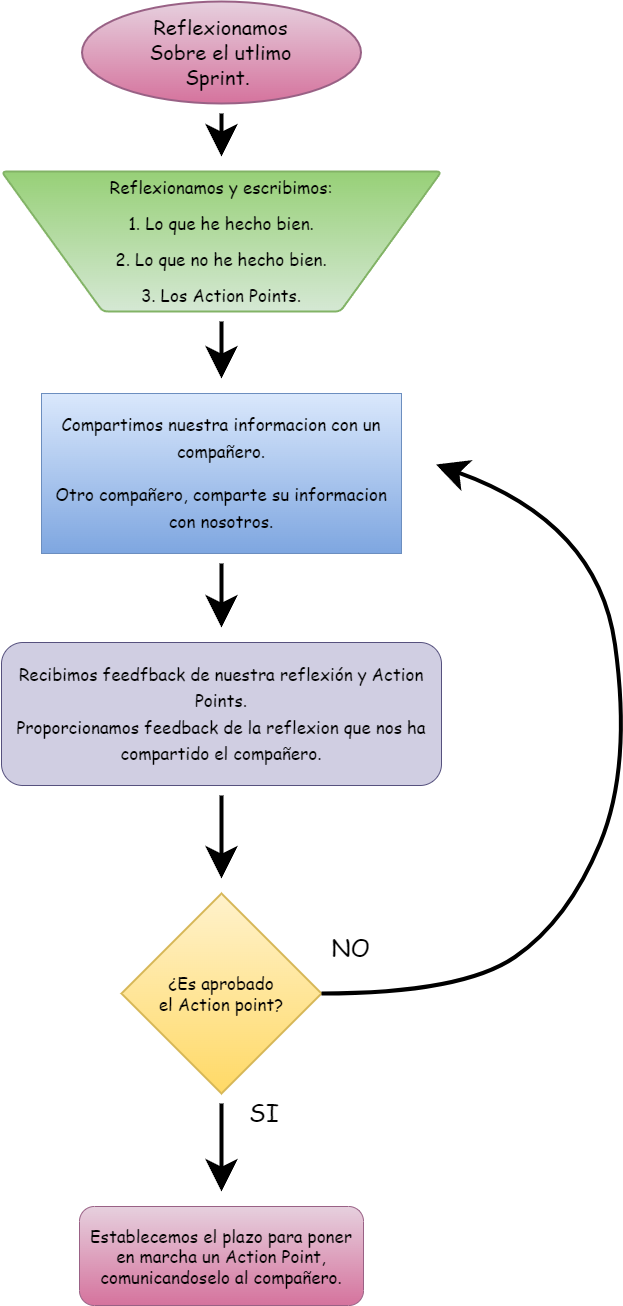 Reflexionamos
Sobre el utlimo
Sprint.
Reflexionamos y escribimos:
1. Lo que he hecho bien.
2. Lo que no he hecho bien.
3. Los Action Points.
Compartimos nuestra informacion con un
compañero.
Otro compañero, comparte su informacion
con nosotros.
Recibimos feedfback de nuestra reflexión y Action
Points.
Proporcionamos feedback de la reflexion que nos ha
compartido el compañero.
NO
¿Es aprobado
el Action point?
SI
Establecemos el plazo para poner
en marcha un Action Point,
comunicandoselo al compañero.